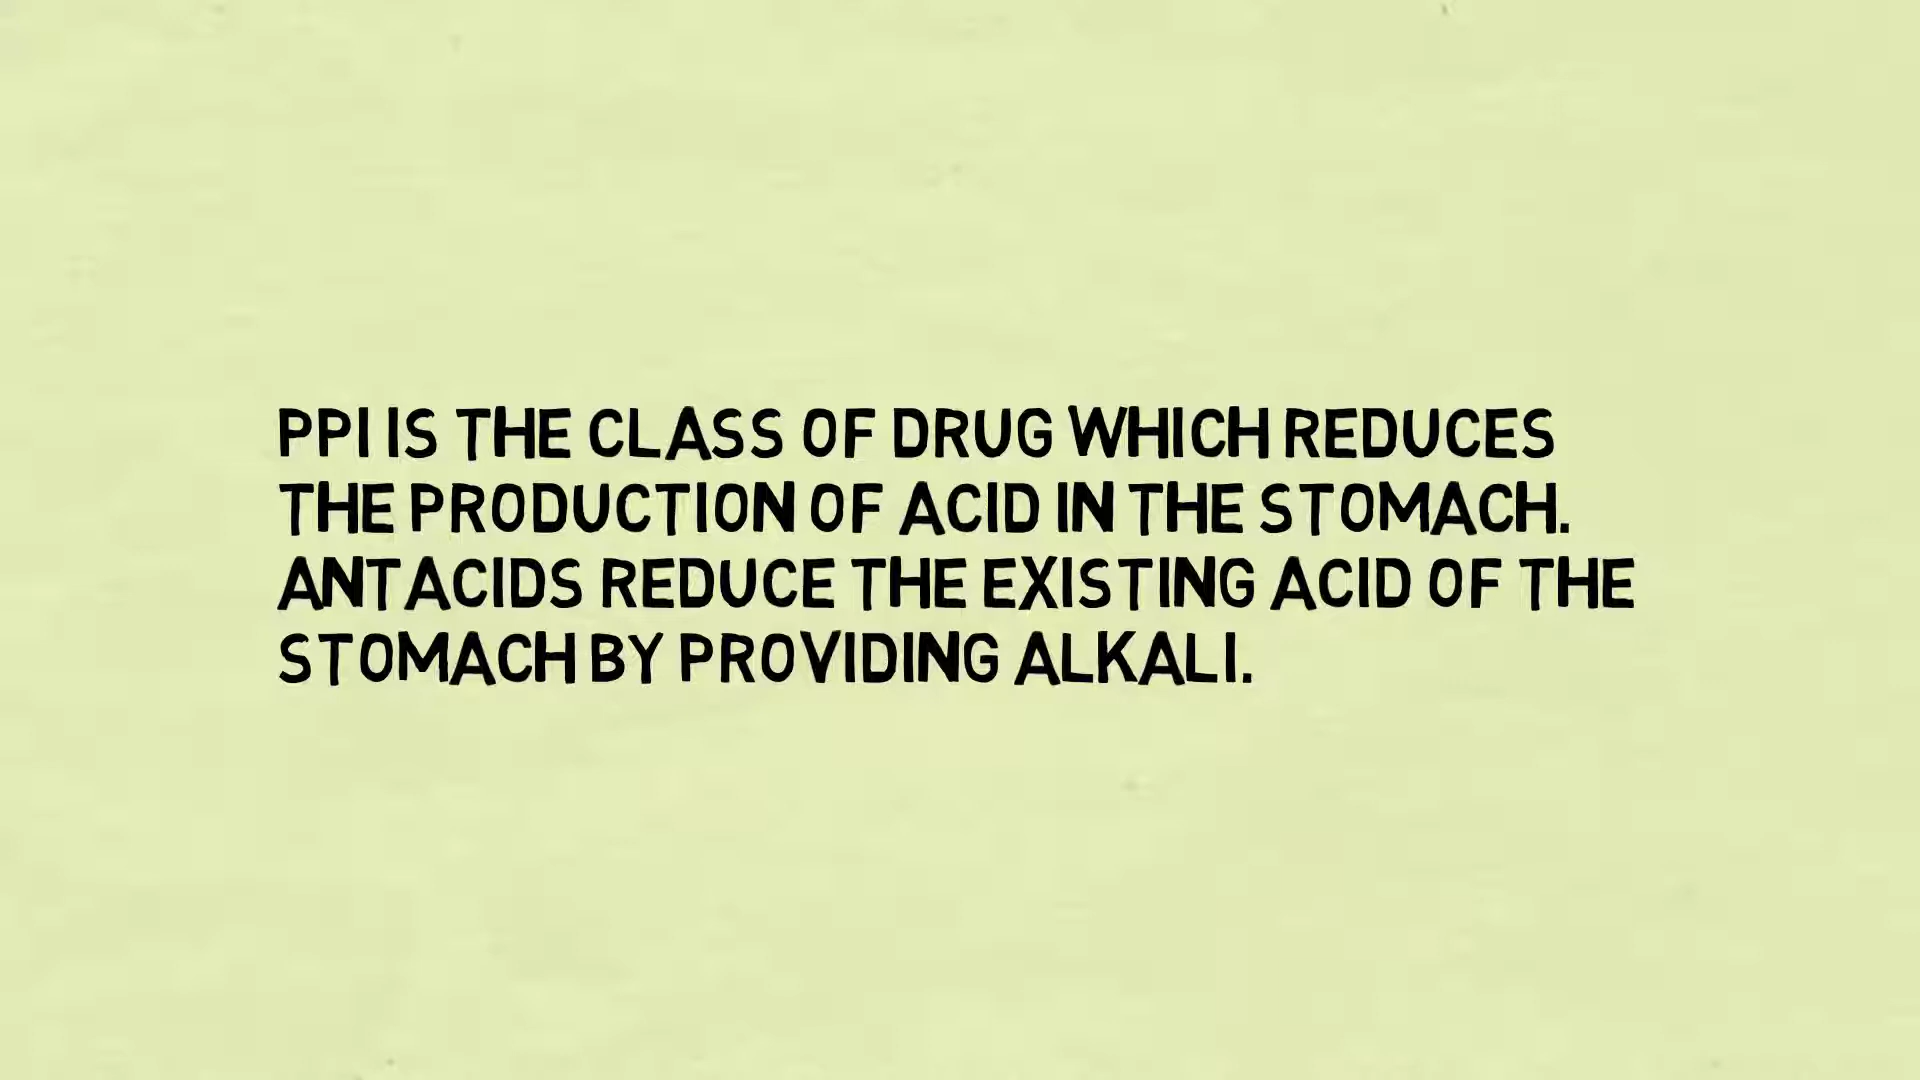 PPI IS THE CLASS OF DRUG WHICH REDUCES
THE PRODUCTION OF ACID IN THE STOMACH.
ANTACIDS REDUCE THE EXISTING ACID OF THE
STOMACH BY PROVIDING ALKALI.